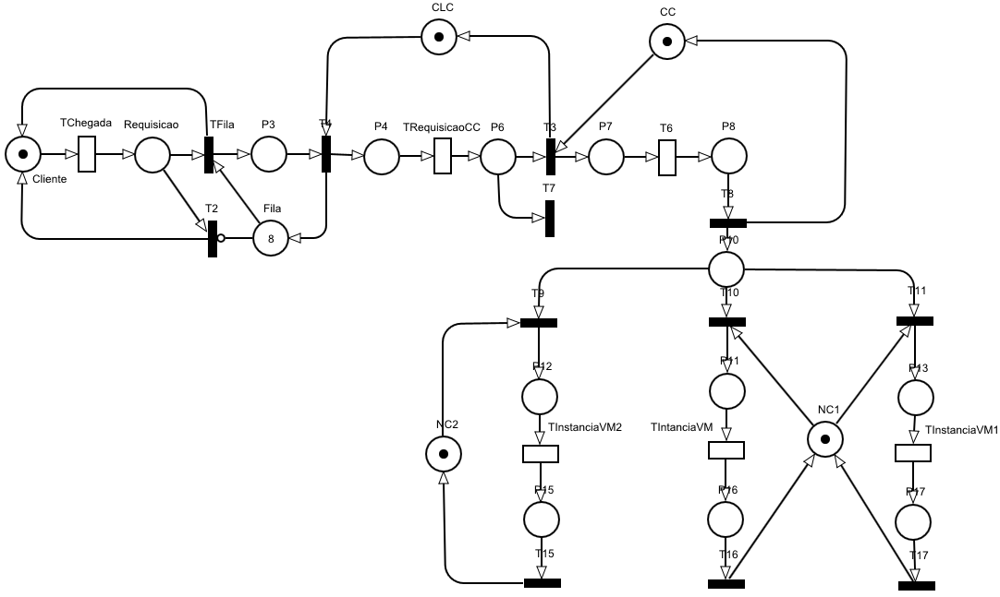 CLC
CC
TChegada
Requisicao
TFila
P3
T4
P4
TRequisicaoCC
P6
T3
P7
T6
P8
Cliente
T7
T8
T2
Fila
8
P10
T9
T10
T11
P12
P11
P13
NC1
NC2
TInstanciaVM2
TIntanciaVM
TInstanciaVM1
P15
P16
P17
T15
T16
T17